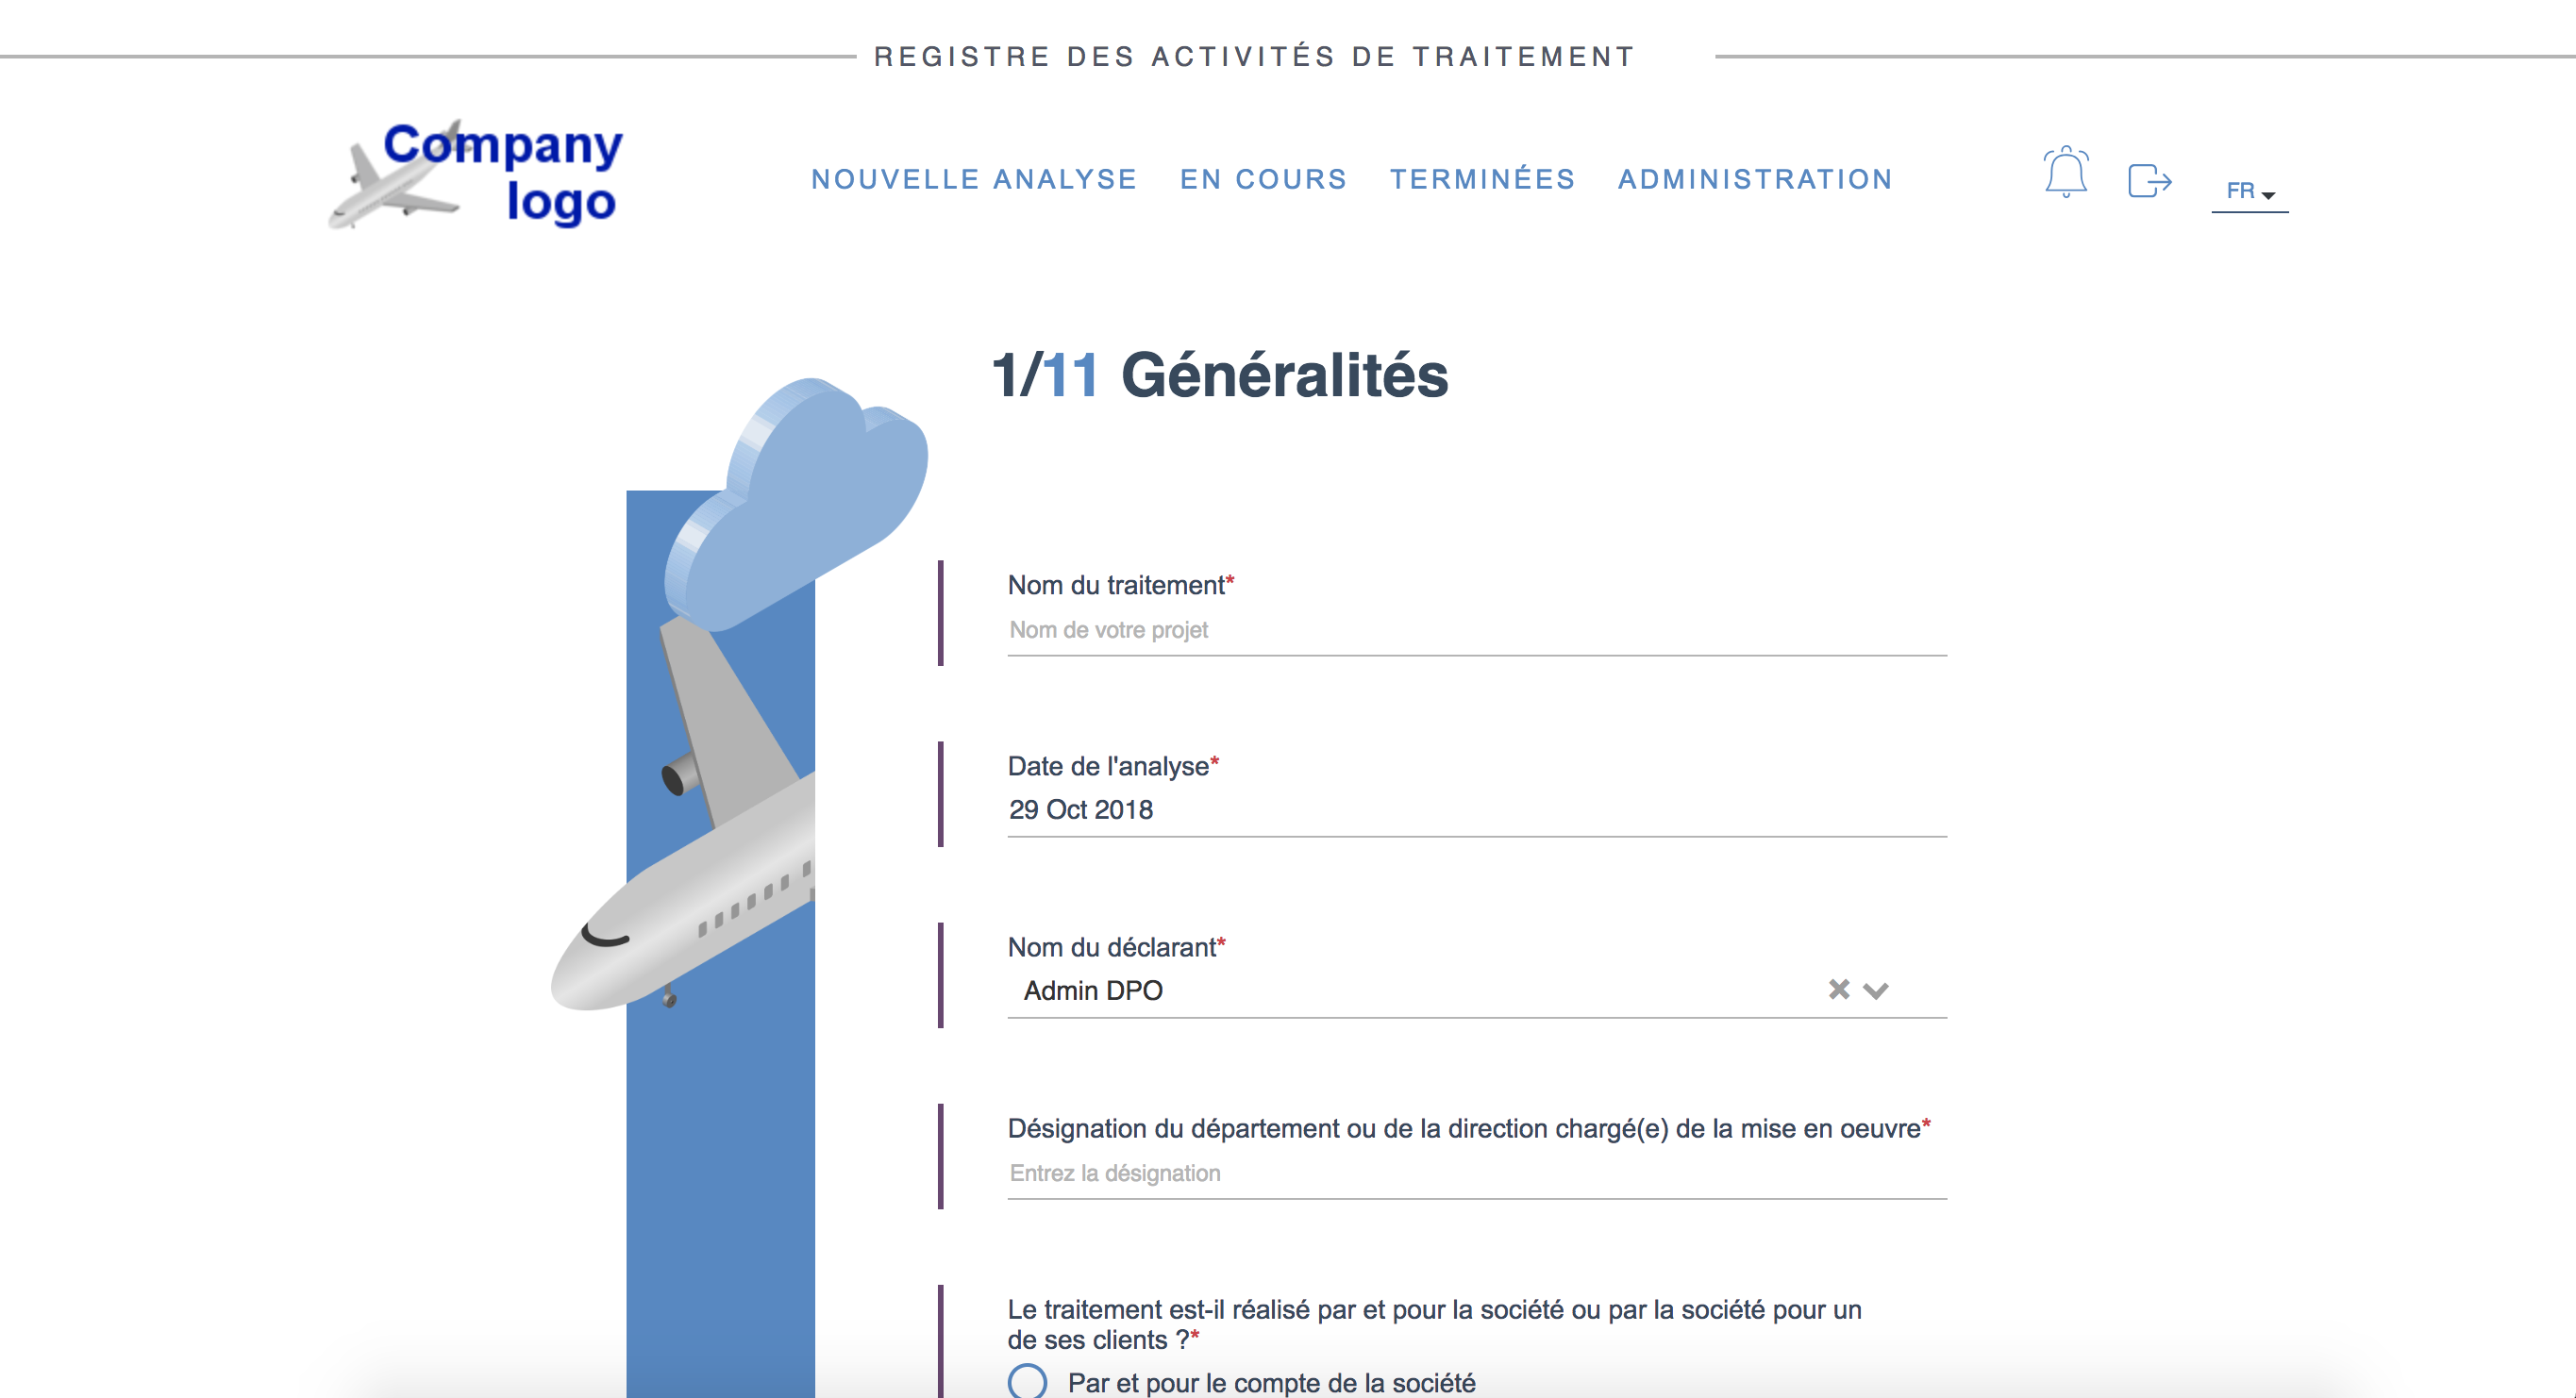 REGISTRE DES ACTIVITÉS DE TRAITEMENT
Company
logo
NOUVELLE ANALYSE EN COURS TERMINÉES ADMINISTRATION FR
1/11 Généralités
Nom du traitement*
Nom de votre projet
Date de l'analyse*
29 Oct 2018
Nom du déclarant*
Admin DPO
Désignation du département ou de la direction chargé(e) de la mise en oeuvre*
Entrez la désignation
Le traitement est-il réalisé par et pour la société ou par la société pour un
de ses clients ?*
Par et pour le compte de la société